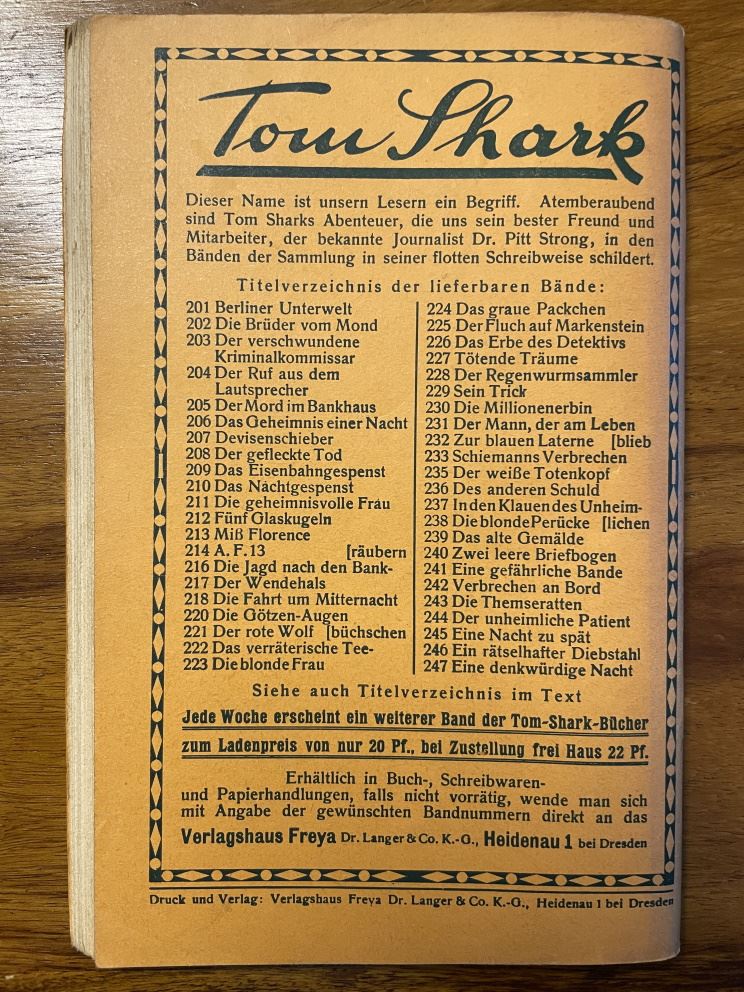 Tom Shark
Dieser Name ist unsern Lesern ein Begriff. Atemberaubend
sind Tom Sharks Abenteuer, die uns sein bester Freund und
Mitarbeiter, der bekannte Journalist Dr. Pitt Strong, in den
Bänden der Sammlung in seiner flotten Schreibweise schildert.
Titelverzeichnis der lieferbaren Bände:
201 Berliner Unterwelt
202 Die Brüder vom Mond
203 Der verschwundene
Kriminalkommissar
204 Der Ruf aus dem
Lautsprecher
205 Der Mord im Bankhaus
206 Das Geheimnis einer Nacht
207 Devisenschieber
208 Der gefleckte Tod
209 Das Eisenbahngespenst
210 Das Nachtgespenst
211 Die geheimnisvolle Frau
212 Fünf Glaskugeln
213 Miß Florence
214 A. F. 13 [räubern
216 Die Jagd nach den Bank-
217 Der Wendehals
218 Die Fahrt um Mitternacht
220 Die Götzen-Augen
221 Der rote Wolf [büchschen
222 Das verräterische Tee-
223 Die blonde Frau
224 Das graue Packchen
225 Der Fluch auf Markenstein
226 Das Erbe des Detektivs
227 Tötende Träume
228 Der Regenwurmsammler
229 Sein Trick
230 Die Millionenerbin
231 Der Mann, der am Leben
232 Zur blauen Laterne [blieb
233 Schiemanns Verbrechen
235 Der weiße Totenkopf
236 Des anderen Schuld
237 In den Klauen des Unheim-
238 Die blonde Perücke [lichen
239 Das alte Gemälde
240 Zwei leere Briefbogen
241 Eine gefährliche Bande
242 Verbrechen an Bord
243 Die Themseratten
244 Der unheimliche Patient
245 Eine Nacht zu spät
246 Ein rätselhafter Diebstahl
247 Eine denkwürdige Nacht
Siehe auch Titelverzeichnis im Text
Jede Woche erscheint ein weiterer Band der Tom-Shark-Bücher
zum Ladenpreis von nur 20 Pf., bei Zustellung frei Haus 22 Pf.
Erhältlich in Buch-, Schreibwaren-
und Papierhandlungen, falls nicht vorrätig, wende man sich
mit Angabe der gewünschten Bandnummern direkt an das
Verlagshaus Freya Dr. Langer & Co. K.-G., Heidenau 1 bei Dresden
Druck und Verlag: Verlagshaus Freya Dr. Langer & Co. K.-G., Heidenau 1 bei Dresden